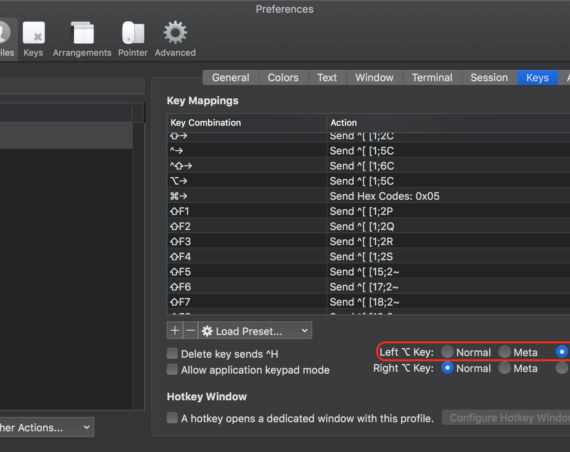 Preferences
iles Keys Arrangements Pointer Advanced
General Colors Text Window Terminal Session Keys A
Key Mappings
Key Combination Action
⇧→ Send ^[ [1;2C
^→ Send ^[ [1;5C
^⇧→ Send ^[ [1;6C
⌥→ Send ^[ [1;5C
⌘→ Send Hex Codes: 0x05
⇧F1 Send ^[ [1;2P
⇧F2 Send ^[ [1;2Q
⇧F3 Send ^[ [1;2R
⇧F4 Send ^[ [1;2S
⇧F5 Send ^[ [15;2~
⇧F6 Send ^[ [17;2~
⇧F7 Send ^[ [18;2~
+ − Load Preset...
Delete key sends ^H
Left ⌥ Key: Normal Meta
Allow application keypad mode
Right ⌥ Key: Normal Meta
Hotkey Window
A hotkey opens a dedicated window with this profile. Configure Hotkey Window
her Actions...